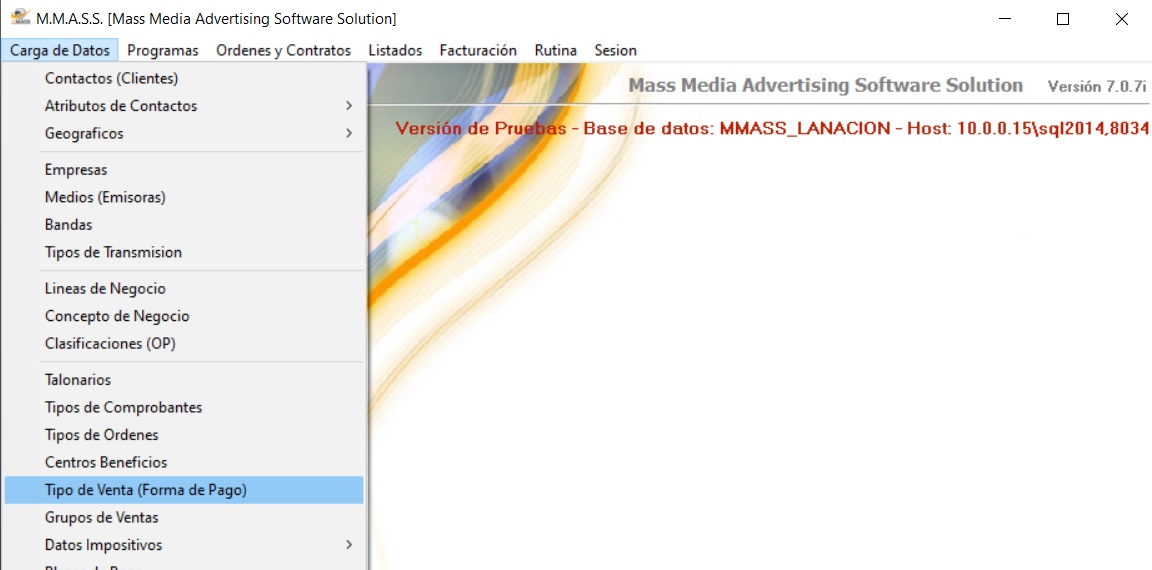 M.M.A.S.S. [Mass Media Advertising Software Solution]
Carga de Datos Programas Ordenes y Contratos Listados Facturación Rutina Sesion
Mass Media Advertising Software Solution Versión 7.0.7i
Versión de Pruebas - Base de datos: MMASS_LANACION - Host: 10.0.0.15\sql2014,8034
Contactos (Clientes)
Atributos de Contactos
Geograficos
Empresas
Medios (Emisoras)
Bandas
Tipos de Transmision
Lineas de Negocio
Concepto de Negocio
Clasificaciones (OP)
Talonarios
Tipos de Comprobantes
Tipos de Ordenes
Centros Beneficios
Tipo de Venta (Forma de Pago)
Grupos de Ventas
Datos Impositivos